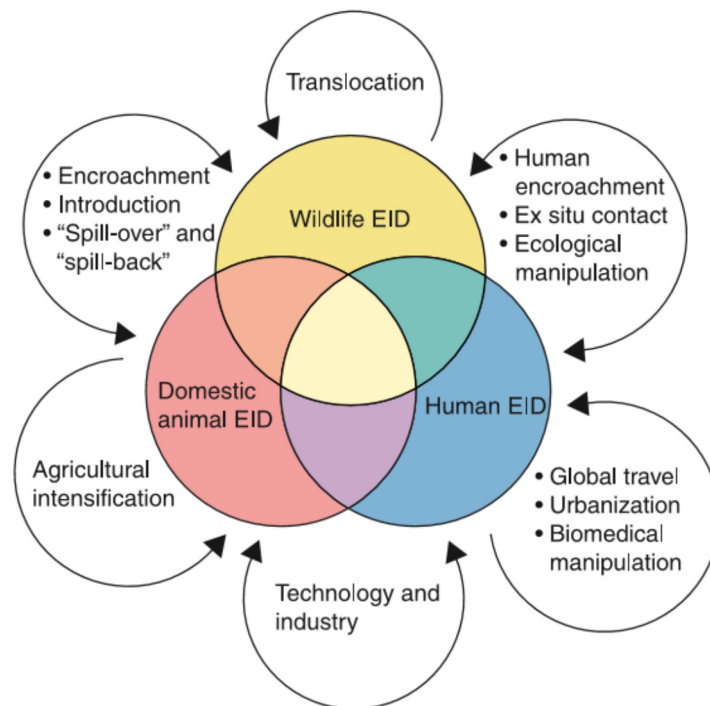 Translocation
• Encroachment
• Introduction
• “Spill-over” and
“spill-back”
• Human
encroachment
• Ex situ contact
• Ecological
manipulation
Wildlife EID
Domestic
animal EID
Human EID
Agricultural
intensification
• Global travel
• Urbanization
• Biomedical
manipulation
Technology and
industry